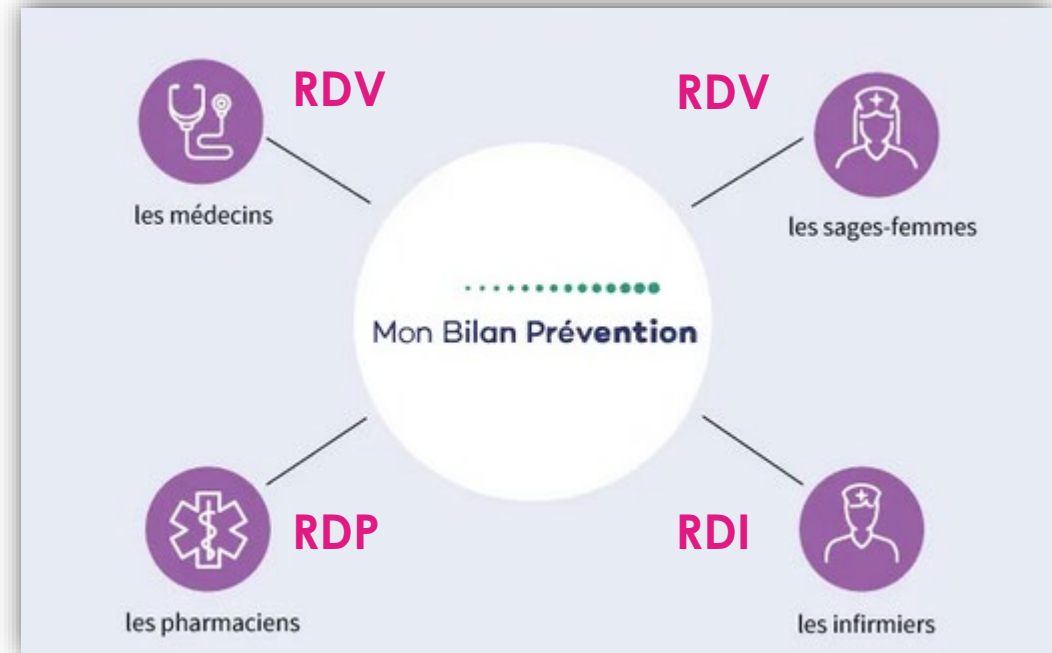 RDV
RDV
les médecins
les sages-femmes
Mon Bilan Prévention
RDP
RDI
les pharmaciens
les infirmiers